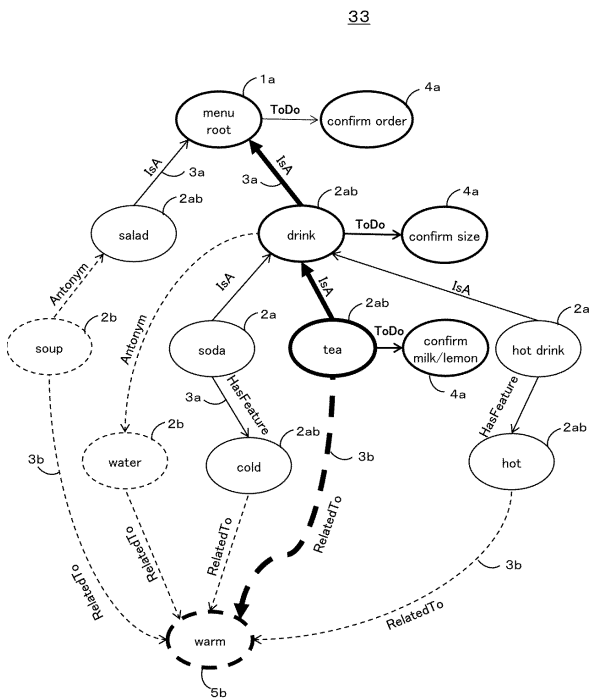 33
1a
menu
root
ToDo
4a
confirm order
IsA
3a
2ab
salad
IsA
3a
2ab
drink
ToDo
4a
confirm size
Antonym
2b
soup
Antonym
IsA
2a
soda
IsA
2ab
tea
ToDo
confirm
milk/lemon
4a
IsA
2a
hot drink
3a
HasFeature
HasFeature
3b
2b
water
2ab
cold
3b
2ab
hot
RelatedTo
RelatedTo
RelatedTo
RelatedTo
3b
RelatedTo
warm
5b